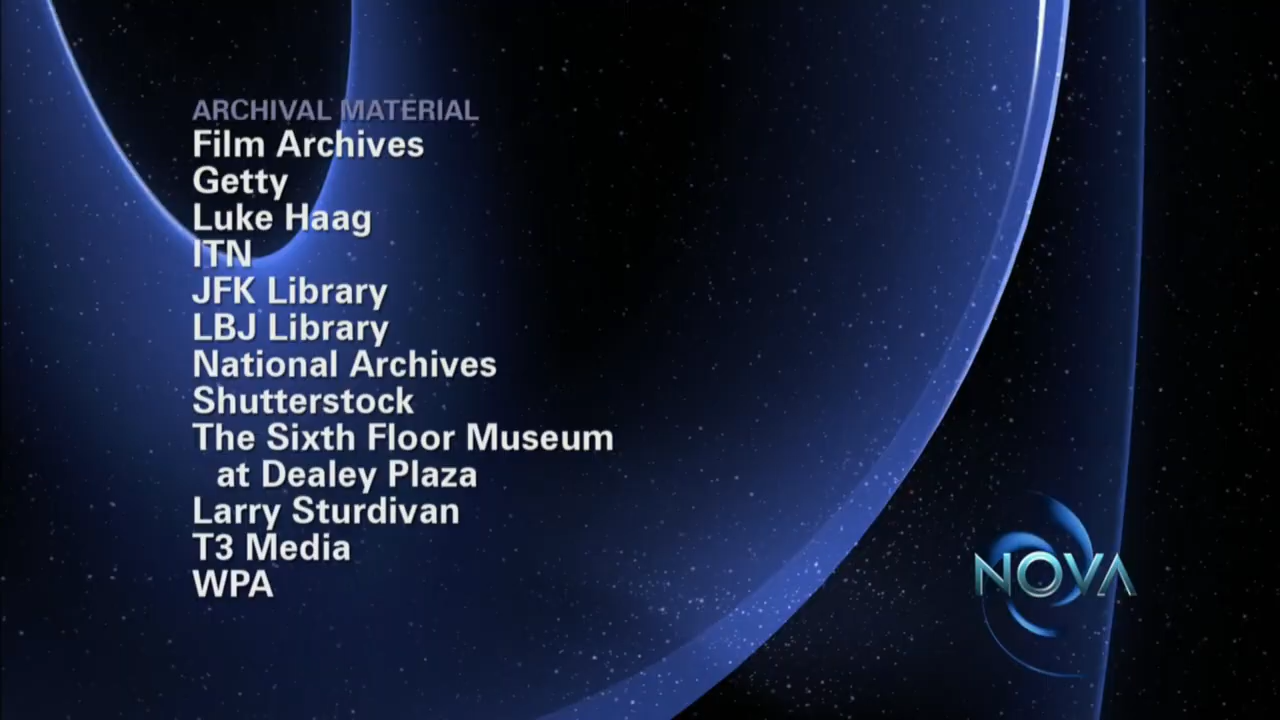 ARCHIVAL MATERIAL
Film Archives
Getty
Luke Haag
ITN
JFK Library
LBJ Library
National Archives
Shutterstock
The Sixth Floor Museum
at Dealey Plaza
Larry Sturdivan
T3 Media
WPA
NOVA